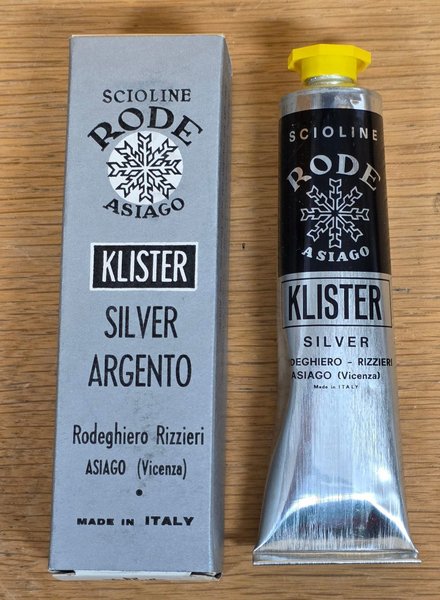 SCIOLINE
RODE
ASIAGO
KLISTER
SILVER
ARGENTO
Rodeghiero Rizzieri
ASIAGO (Vicenza)
MADE IN ITALY
SCIOLINE
RODE
ASIAGO
KLISTER
SILVER
ODEGHIERO - RIZZIERI
ASIAGO (Vicenza)
Made in ITALY